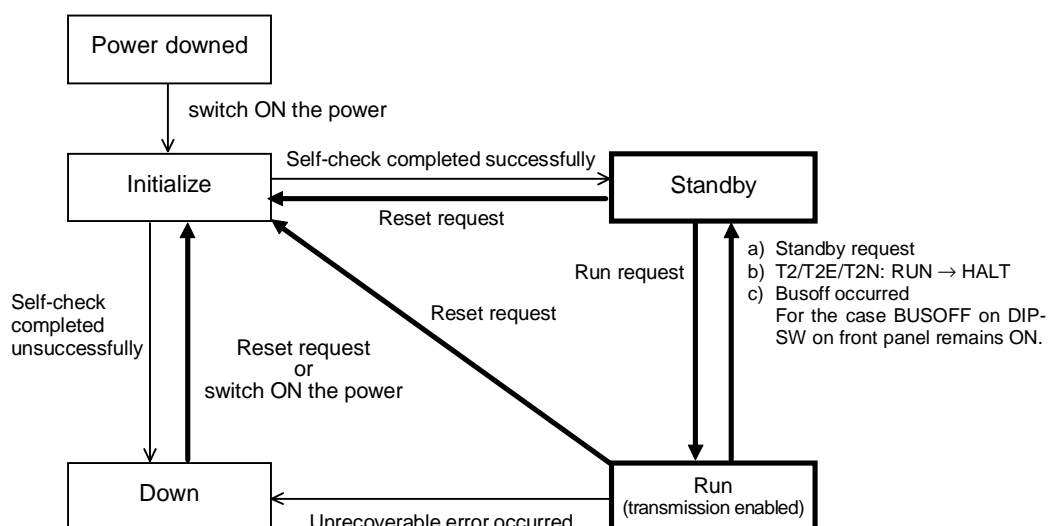 Power downed
switch ON the power
Initialize
Self-check completed successfully
Standby
Reset request
Run request
a) Standby request
b) T2/T2E/T2N: RUN → HALT
c) Busoff occurred
For the case BUSOFF on DIP-
SW on front panel remains ON.
Self-check
completed
unsuccessfully
Reset request
or
switch ON the power
Reset request
Down
Run
(transmission enabled)
Unrecoverable error occurred